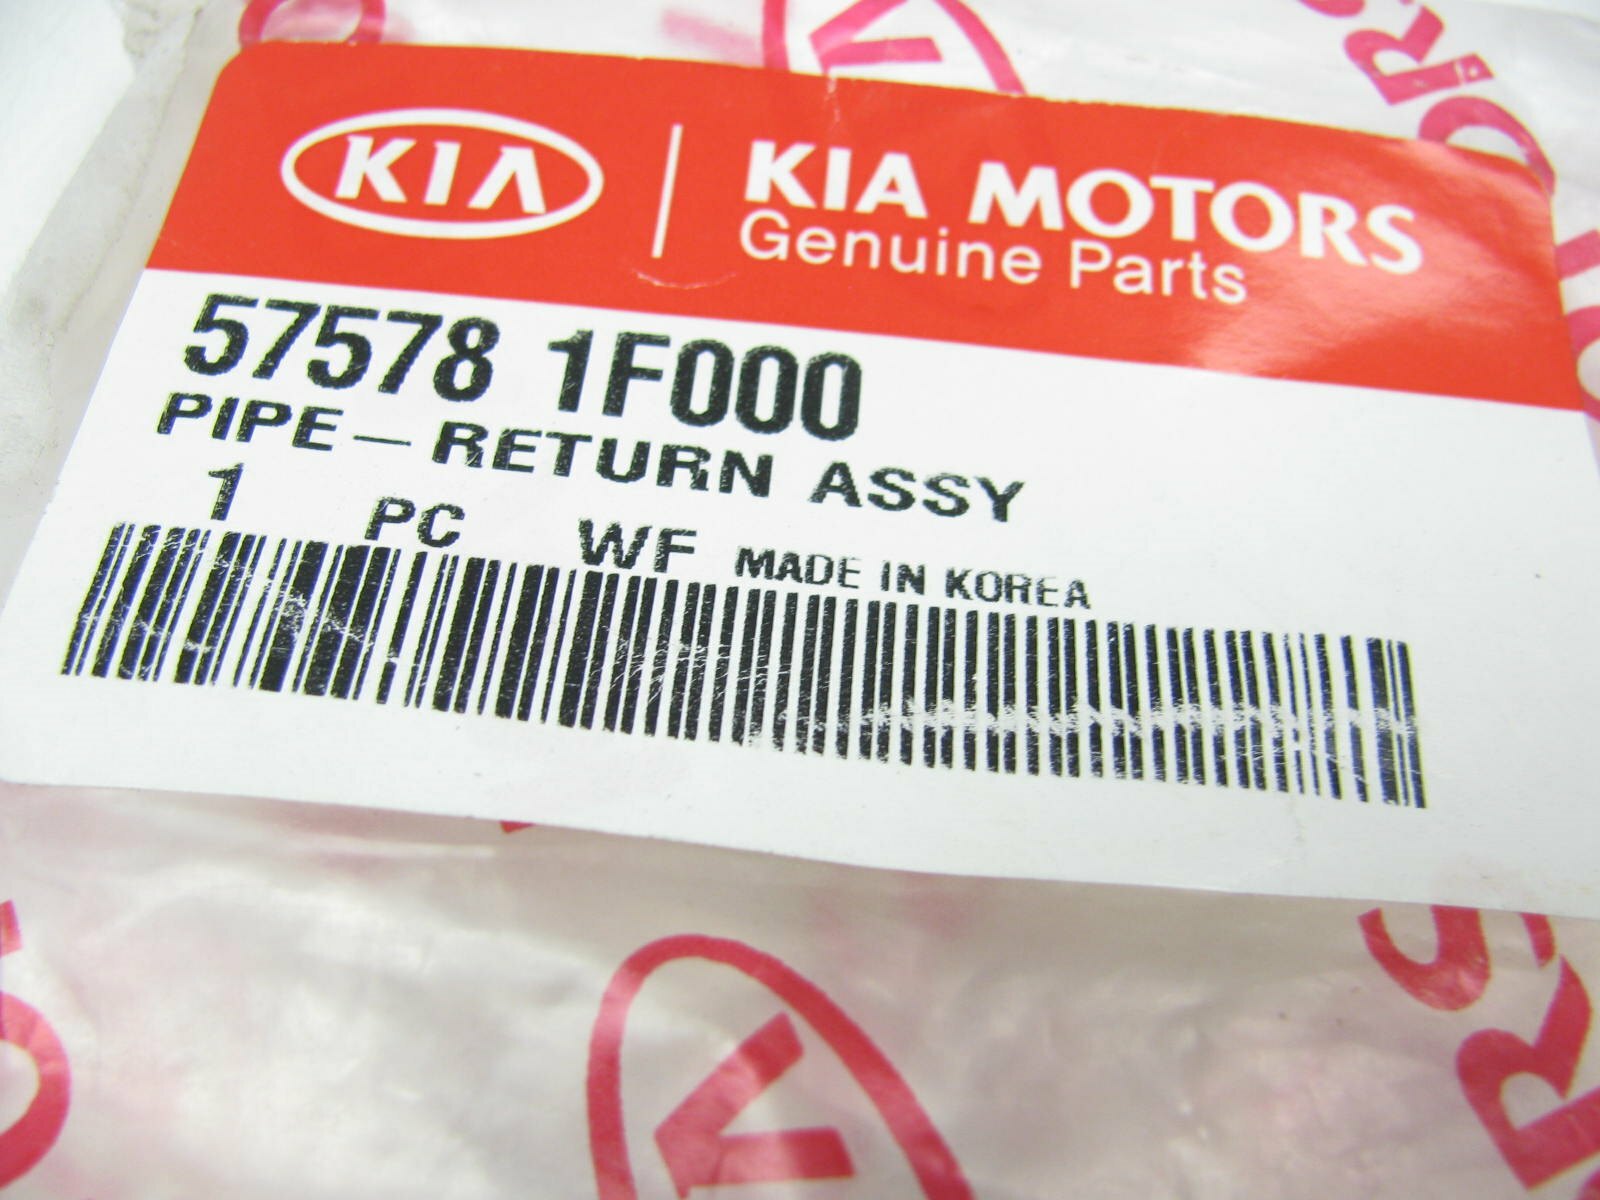 KIA
KIA MOTORS
Genuine Parts
57578 1F000
PIPE-RETURN ASSY
1 PC WF MADE IN KOREA